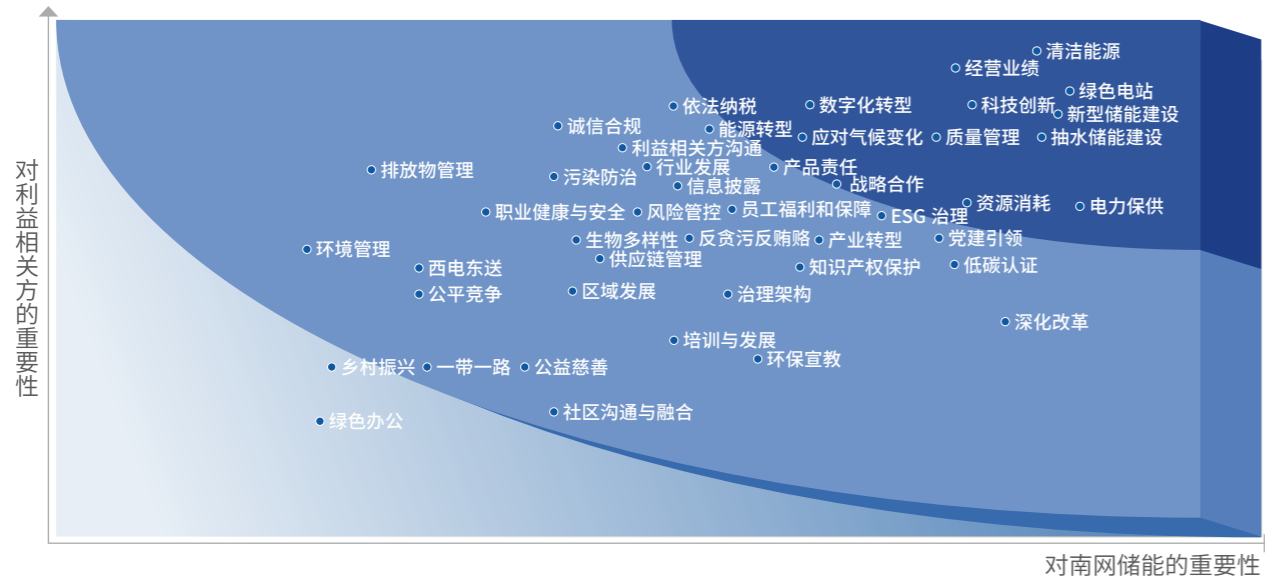 对利益相关方的重要性
清洁能源
经营业绩
绿色电站
依法纳税
数字化转型
科技创新
新型储能建设
诚信合规
能源转型
应对气候变化
质量管理
抽水储能建设
利益相关方沟通
排放物管理
行业发展
产品责任
污染防治
信息披露
战略合作
职业健康与安全
风险管控
员工福利和保障
ESG 治理
资源消耗
电力保供
生物多样性
反贪污反贿赂
产业转型
党建引领
环境管理
供应链管理
西电东送
知识产权保护
低碳认证
公平竞争
区域发展
治理架构
深化改革
培训与发展
环保宣教
乡村振兴
一带一路
公益慈善
社区沟通与融合
绿色办公
对南网储能的重要性